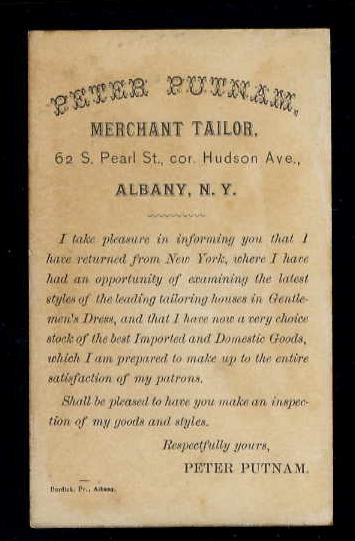 PETER PUTNAM,
MERCHANT TAILOR,
62 S. Pearl St., cor. Hudson Ave.,
ALBANY, N. Y.
I take pleasure in informing you that I
have returned from New York, where I have
had an opportunity of examining the latest
styles of the leading tailoring houses in Gentle-
men's Dress, and that I have now a very choice
stock of the best Imported and Domestic Goods,
which I am prepared to make up to the entire
satisfaction of my patrons.
Shall be pleased to have you make an inspec-
tion of my goods and styles.
Respectfully yours,
PETER PUTNAM.
Burdick, Pr., Albany.